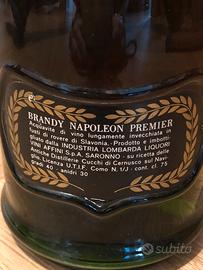 BRANDY NAPOLEON PREMIER
Acquavite di vino lungamente invecchiata in
fusti di rovere di Slavonia. - Prodotto e imbotti-
gliato dalla INDUSTRIA LOMBARDA LIQUORI
VINI AFFINI S.p.A. SARONNO - su ricetta delle
Antiche Distillerie Cucchi di Cernusco sul Navi-
glio, Licenza U.T.I.F. Como N. 1/J - cont. cl. 75
gradi 40 - anidri 30
subito